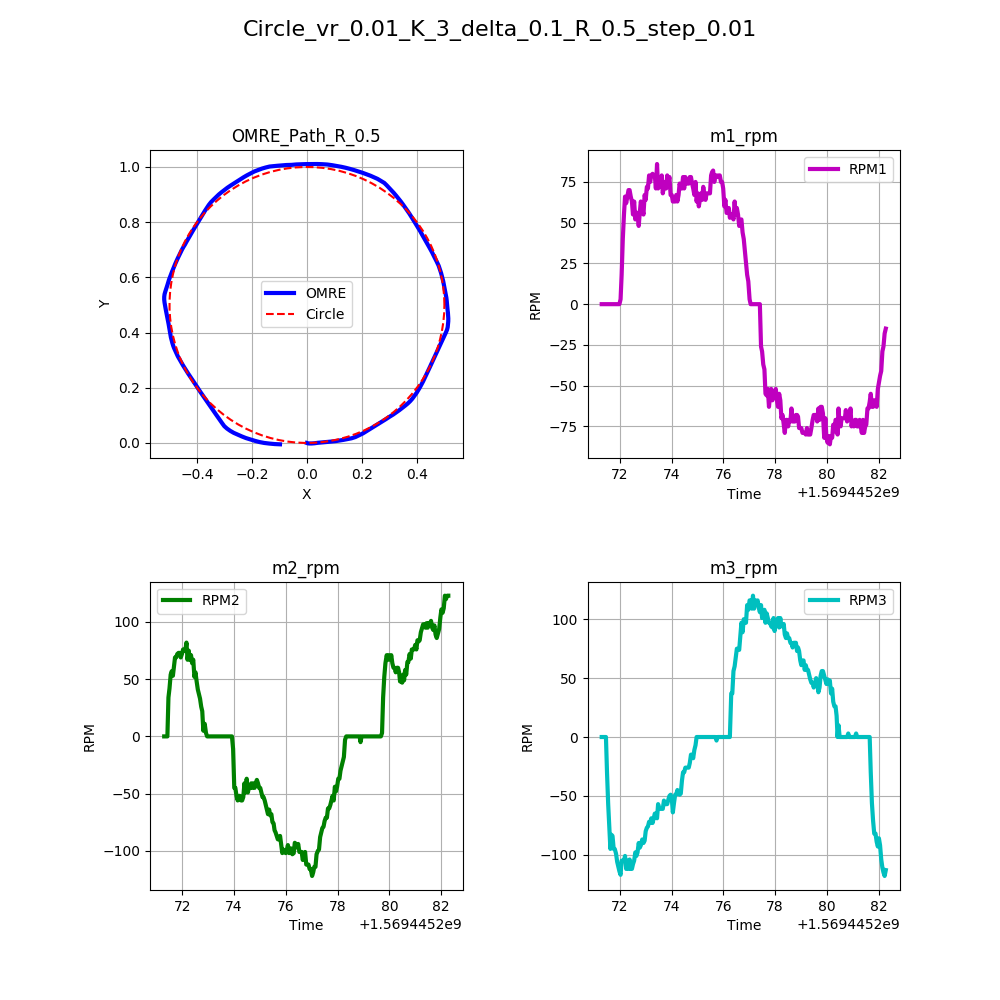 Circle_vr_0.01_K_3_delta_0.1_R_0.5_step_0.01
OMRE_Path_R_0.5
1.0
0.8
0.6
0.4
0.2
0.0
Y
OMRE
Circle
−0.4 −0.2 0.0 0.2 0.4
X
m1_rpm
75
50
25
0
−25
−50
−75
RPM
RPM1
72 74 76 78 80 82
Time
+1.5694452e9
m2_rpm
100
50
0
−50
−100
RPM
RPM2
72 74 76 78 80 82
Time
+1.5694452e9
m3_rpm
100
50
0
−50
−100
RPM
RPM3
72 74 76 78 80 82
Time
+1.5694452e9